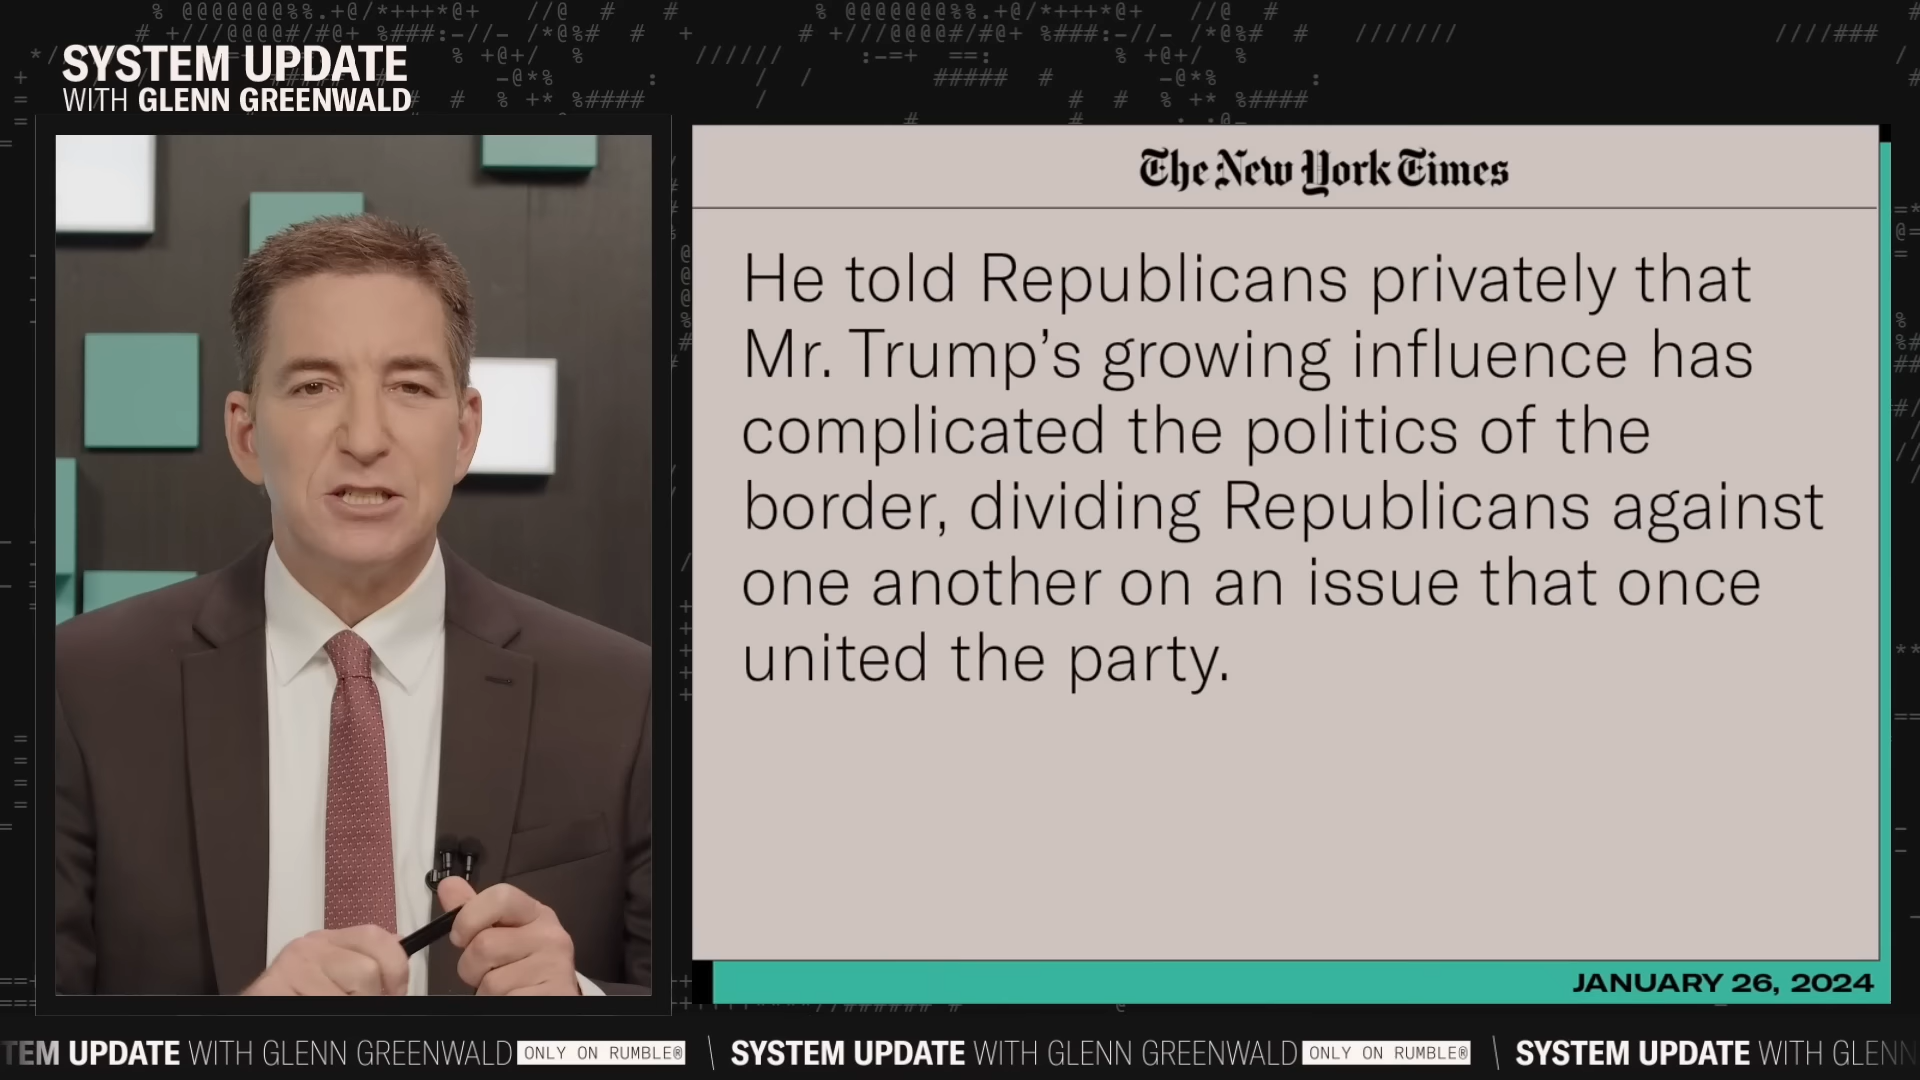 SYSTEM UPDATE
WITH GLENN GREENWALD
The New York Times
He told Republicans privately that
Mr. Trump’s growing influence has
complicated the politics of the
border, dividing Republicans against
one another on an issue that once
united the party.
JANUARY 26, 2024
TEM UPDATE WITH GLENN GREENWALD ONLY ON RUMBLE® \ SYSTEM UPDATE WITH GLENN GREENWALD ONLY ON RUMBLE® \ SYSTEM UPDATE WITH GLENN